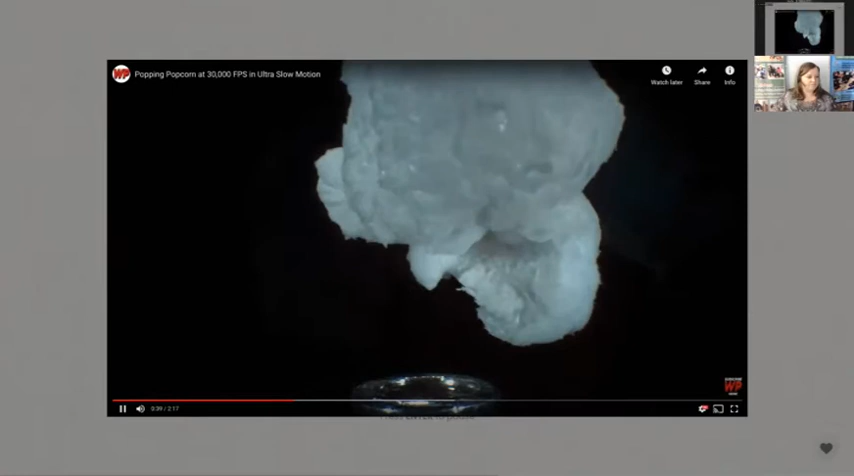 WP Popping Popcorn at 30,000 FPS in Ultra Slow Motion
Watch later
Share
Info
WP
0:39 / 2:17